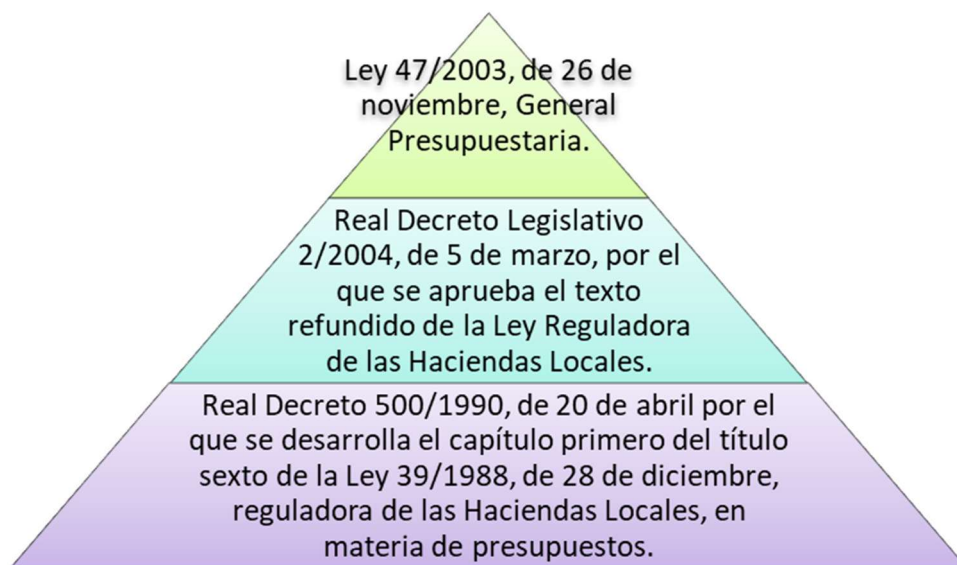 Ley 47/2003, de 26 de
noviembre, General
Presupuestaria.
Real Decreto Legislativo
2/2004, de 5 de marzo, por el
que se aprueba el texto
refundido de la Ley Reguladora
de las Haciendas Locales.
Real Decreto 500/1990, de 20 de abril por el
que se desarrolla el capítulo primero del título
sexto de la Ley 39/1988, de 28 de diciembre,
reguladora de las Haciendas Locales, en
materia de presupuestos.